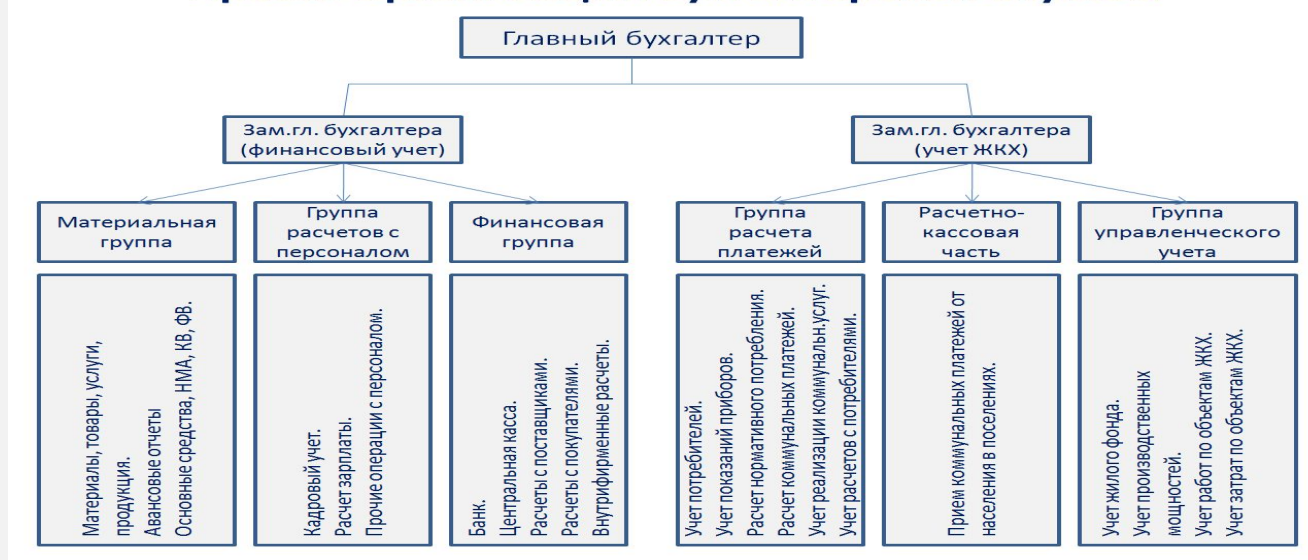 Главный бухгалтер
Зам.гл. бухгалтера
(финансовый учет)
Зам.гл. бухгалтера
(учет ЖКХ)
Материальная
группа
Группа
расчетов с
персоналом
Финансовая
группа
Группа
расчета
платежей
Расчетно-
кассовая
часть
Группа
управленческого
учета
Материалы, товары, услуги,
продукция.
Авансовые отчеты
Основные средства, НМА, КВ, ФВ.
Кадровый учет.
Расчет зарплаты.
Прочие операции с персоналом.
Банк.
Центральная касса.
Расчеты с поставщиками.
Расчеты с покупателями.
Внутрифирменные расчеты.
Учет потребителей.
Учет показаний приборов.
Расчет нормативного потребления.
Расчет коммунальных платежей.
Учет реализации коммунальн.услуг.
Учет расчетов с потребителями.
Прием коммунальных платежей от
населения в поселениях.
Учет жилого фонда.
Учет производственных
мощностей.
Учет работ по объектам ЖКХ.
Учет затрат по объектам ЖКХ.